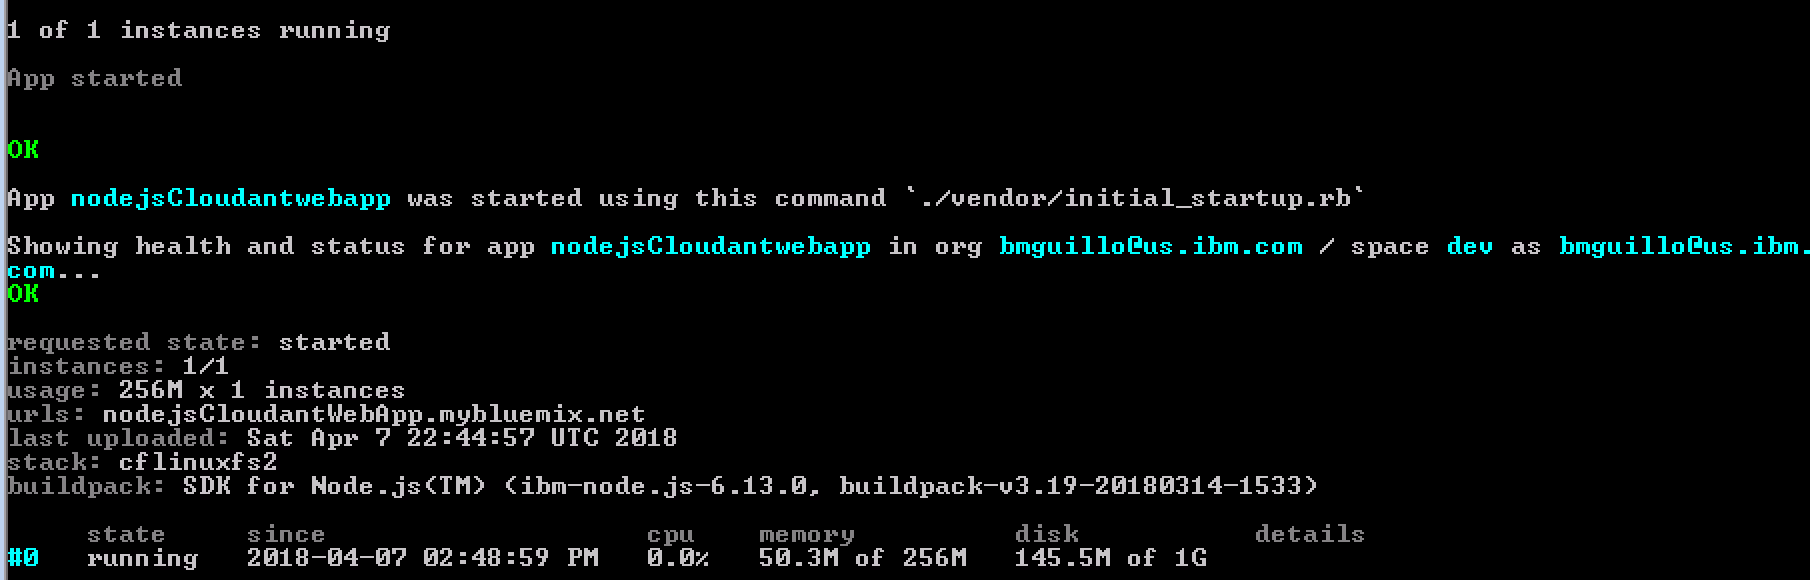 1 of 1 instances running
App started
OK
App nodejsCloudantwebapp was started using this command `./vendor/initial_startup.rb`
Showing health and status for app nodejsCloudantwebapp in org bmguillo@us.ibm.com / space dev as bmguillo@us.ibm.
com...
OK
requested state: started
instances: 1/1
usage: 256M x 1 instances
urls: nodejsCloudantWebApp.mybluemix.net
last uploaded: Sat Apr 7 22:44:57 UTC 2018
stack: cflinuxfs2
buildpack: SDK for Node.js(TM) (ibm-node.js-6.13.0, buildpack-v3.19-20180314-1533)
state since cpu memory disk details
#0 running 2018-04-07 02:48:59 PM 0.0% 50.3M of 256M 145.5M of 1G